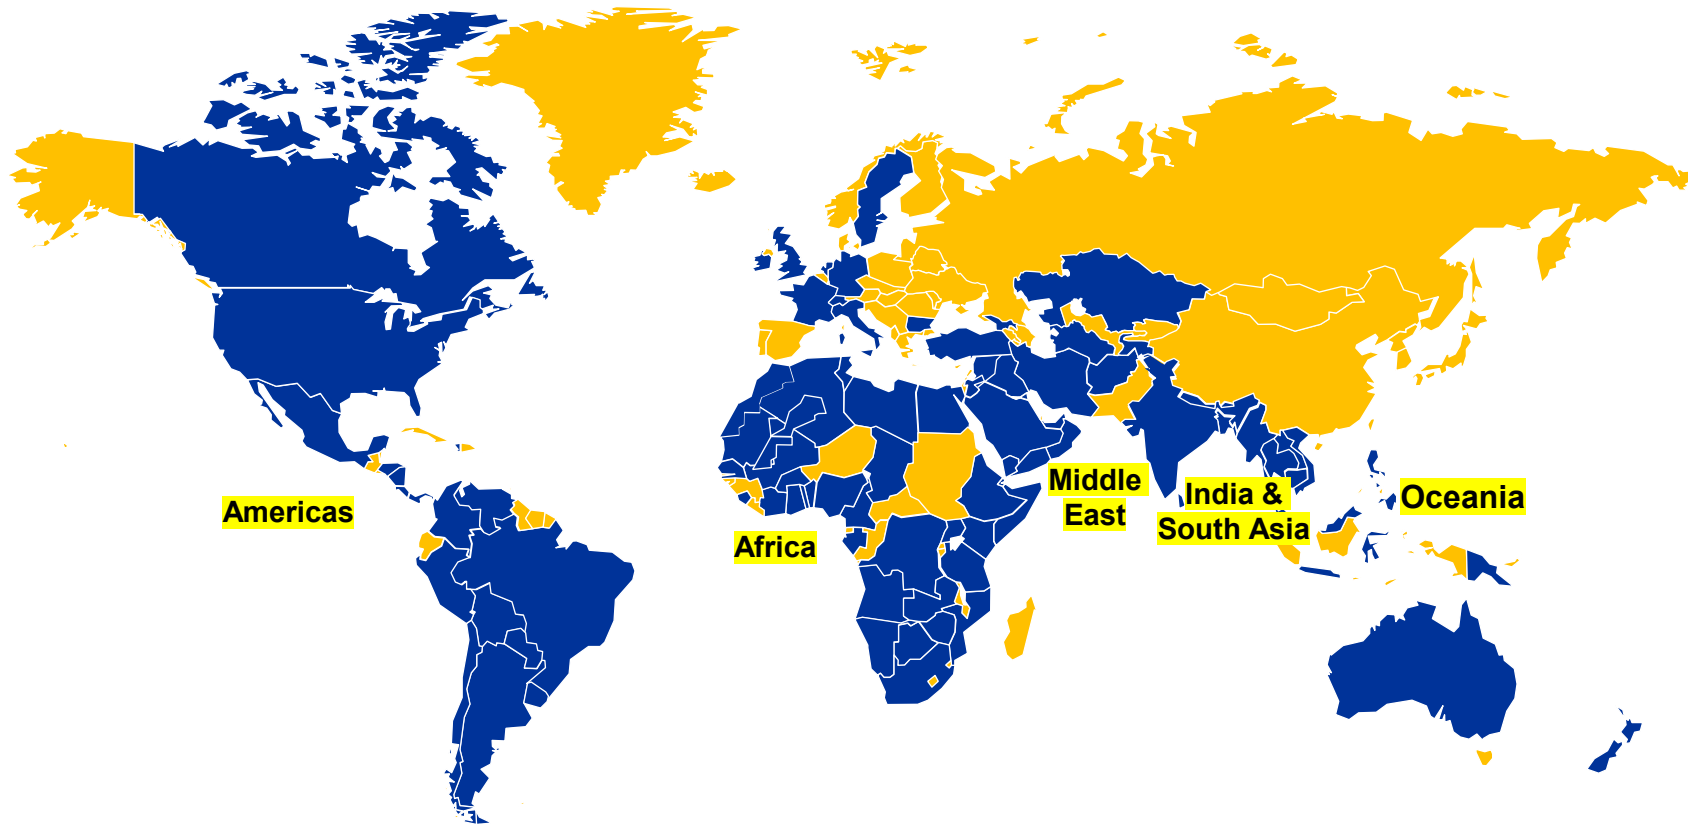 Americas
Africa
Middle
East
India &
South Asia
Oceania